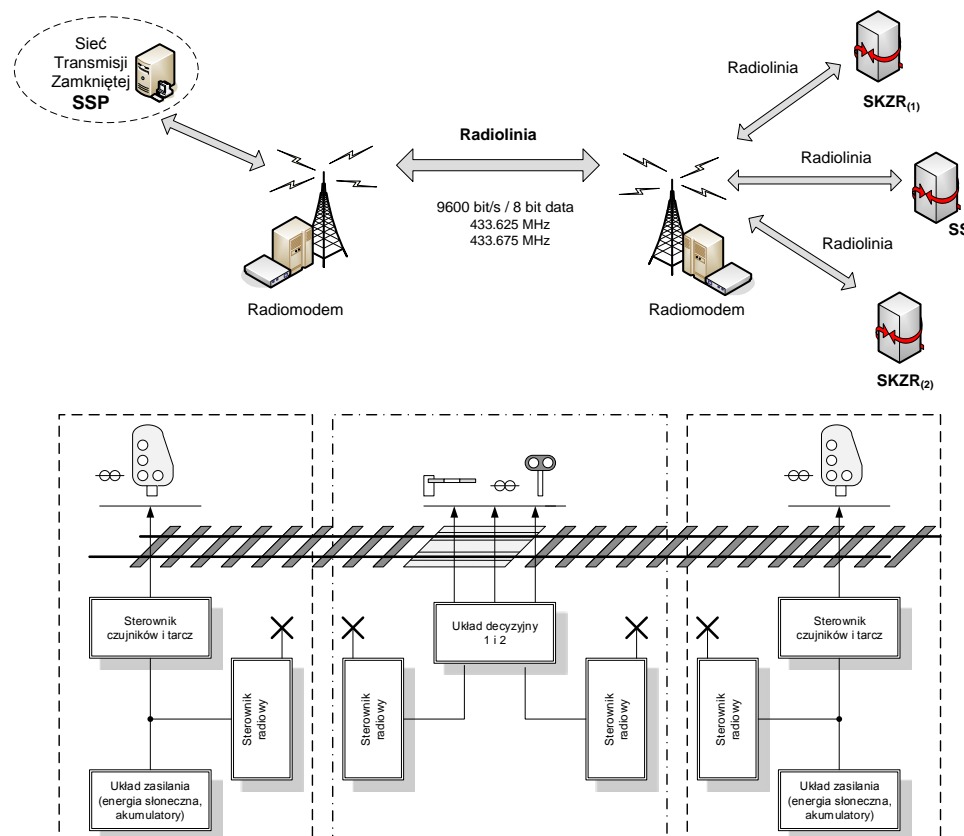 Sieć
Transmisji
Zamkniętej
SSP
Radiolinia
9600 bit/s / 8 bit data
433.625 MHz
433.675 MHz
Radiomodem
Radiomodem
Radiolinia
SKZR(1)
Radiolinia
SS
Radiolinia
SKZR(2)
Sterownik
czujników i tarcz
Sterownik
radiowy
Układ zasilania
(energia słoneczna,
akumulatory)
Sterownik
radiowy
Układ decyzyjny
1 i 2
Sterownik
radiowy
Sterownik
radiowy
Sterownik
czujników i tarcz
Układ zasilania
(energia słoneczna,
akumulatory)